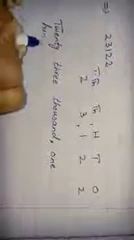 ⇒ 23122
T.Th Th, H T O
2 3, 1 2 2
Twenty three thousand, one